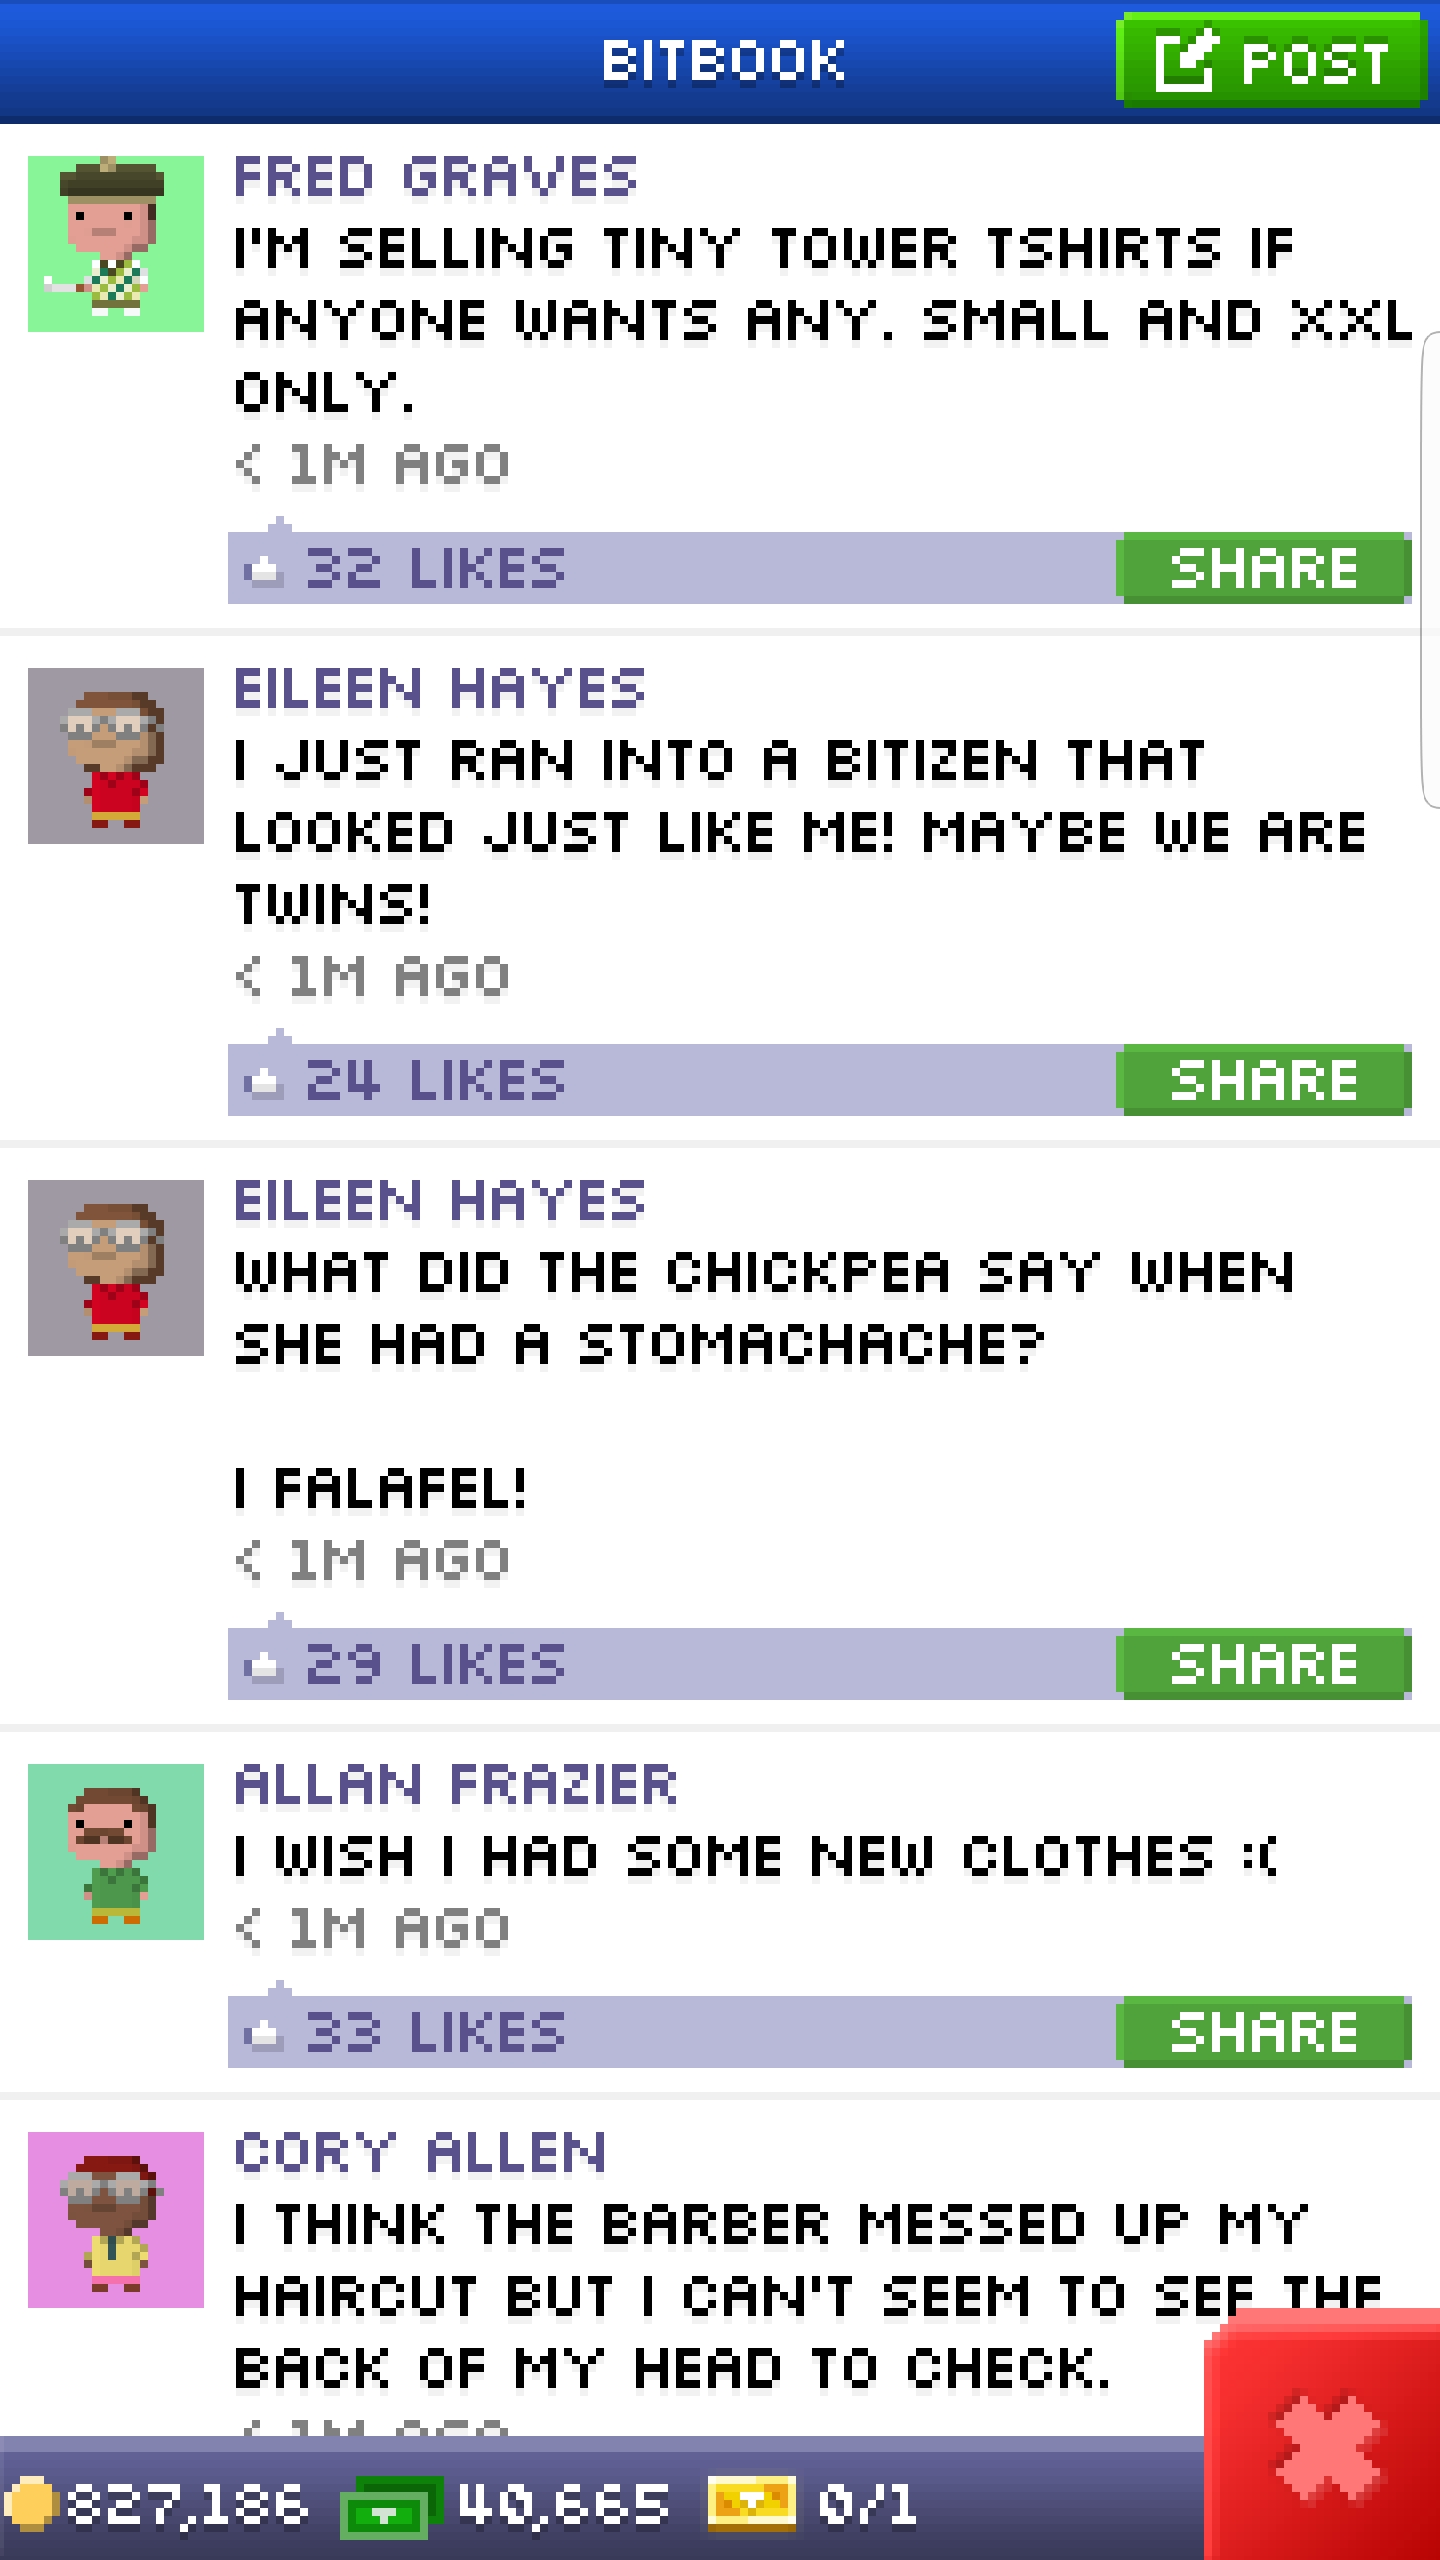 BITBOOK
POST
FRED GRAVES
I'M SELLING TINY TOWER TSHIRTS IF
ANYONE WANTS ANY. SMALL AND XXL
ONLY.
< 1M AGO
32 LIKES
SHARE
EILEEN HAYES
I JUST RAN INTO A BITIZEN THAT
LOOKED JUST LIKE ME! MAYBE WE ARE
TWINS!
< 1M AGO
24 LIKES
SHARE
EILEEN HAYES
WHAT DID THE CHICKPEA SAY WHEN
SHE HAD A STOMACHACHE?
I FALAFEL!
< 1M AGO
29 LIKES
SHARE
ALLAN FRAZIER
I WISH I HAD SOME NEW CLOTHES :(
< 1M AGO
33 LIKES
SHARE
CORY ALLEN
I THINK THE BARBER MESSED UP MY
HAIRCUT BUT I CAN'T SEEM TO SEE THE
BACK OF MY HEAD TO CHECK.
< 1M AGO
827,186
40,665
0/1